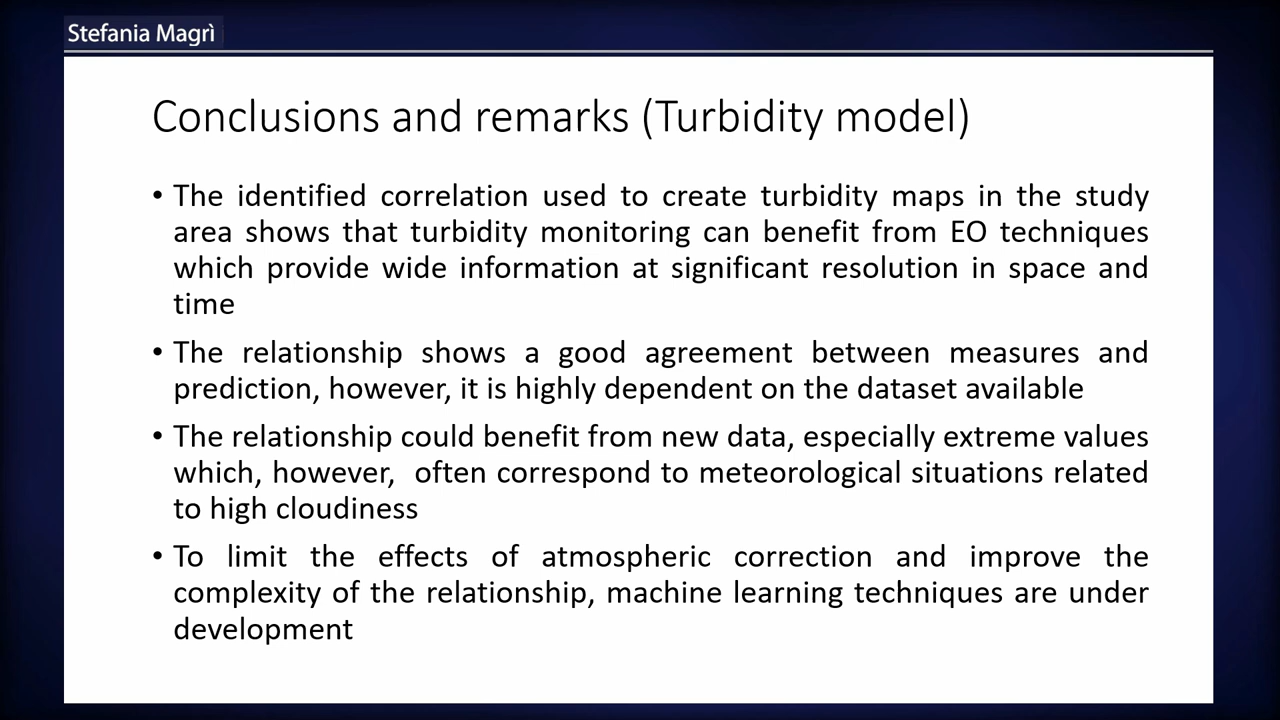 Stefania Magrì
Conclusions and remarks (Turbidity model)
• The identified correlation used to create turbidity maps in the study
area shows that turbidity monitoring can benefit from EO techniques
which provide wide information at significant resolution in space and
time
• The relationship shows a good agreement between measures and
prediction, however, it is highly dependent on the dataset available
• The relationship could benefit from new data, especially extreme values
which, however,  often correspond to meteorological situations related
to high cloudiness
• To limit the effects of atmospheric correction and improve the
complexity of the relationship, machine learning techniques are under
development